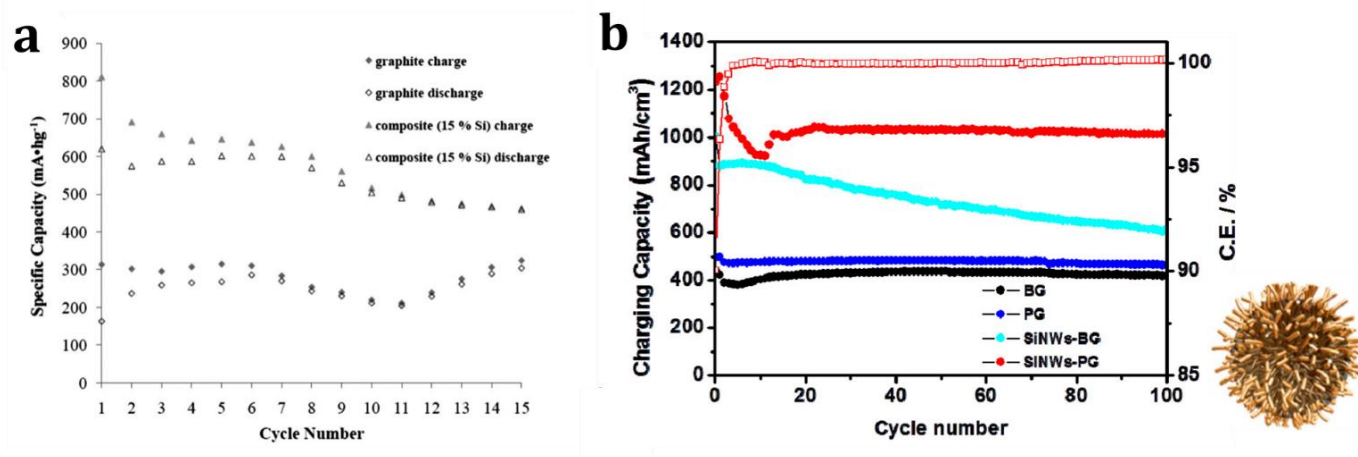 a
900
800
700
600
500
400
300
200
100
0
Specific Capacity (mA•hg⁻¹)
graphite charge
graphite discharge
composite (15 % Si) charge
composite (15 % Si) discharge
1 2 3 4 5 6 7 8 9 10 11 12 13 14 15
Cycle Number
b
1400
1200
1000
800
600
400
200
0
Charging Capacity (mAh/cm³)
BG
PG
SiNWs-BG
SiNWs-PG
100
95
90
85
C.E. / %
0 20 40 60 80 100
Cycle number